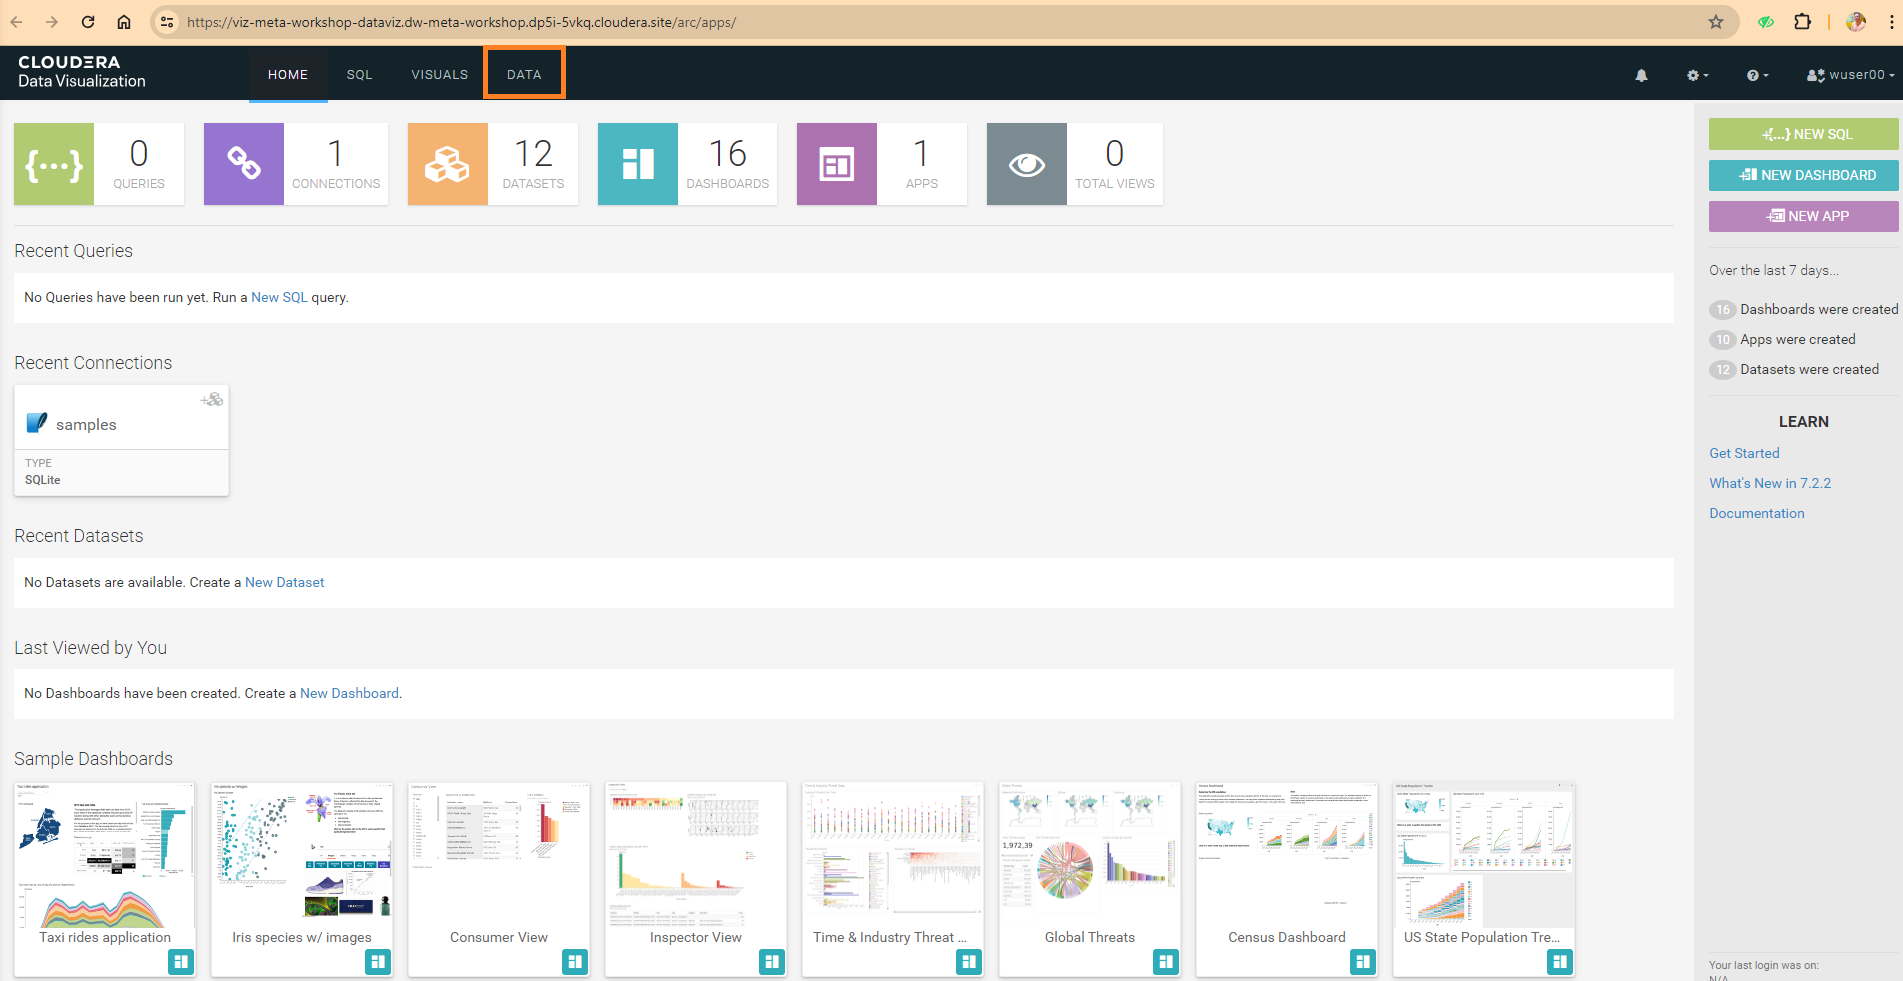 https://viz-meta-workshop-dataviz.dw-meta-workshop.dp5i-5vkq.cloudera.site/arc/apps/
CLOUDERA
Data Visualization
HOME
SQL
VISUALS
DATA
wuser00
{...}
0
QUERIES
1
CONNECTIONS
12
DATASETS
16
DASHBOARDS
1
APPS
0
TOTAL VIEWS
NEW SQL
NEW DASHBOARD
NEW APP
Recent Queries
No Queries have been run yet. Run a New SQL query.
Recent Connections
samples
TYPE
SQLite
Recent Datasets
No Datasets are available. Create a New Dataset
Last Viewed by You
No Dashboards have been created. Create a New Dashboard.
Sample Dashboards
Taxi rides application
Iris species w/ images
Consumer View
Inspector View
Time & Industry Threat ...
1,972,39
Global Threats
Census Dashboard
US State Population Tre...
Over the last 7 days...
16 Dashboards were created
10 Apps were created
12 Datasets were created
LEARN
Get Started
What's New in 7.2.2
Documentation
Your last login was on:
N/A